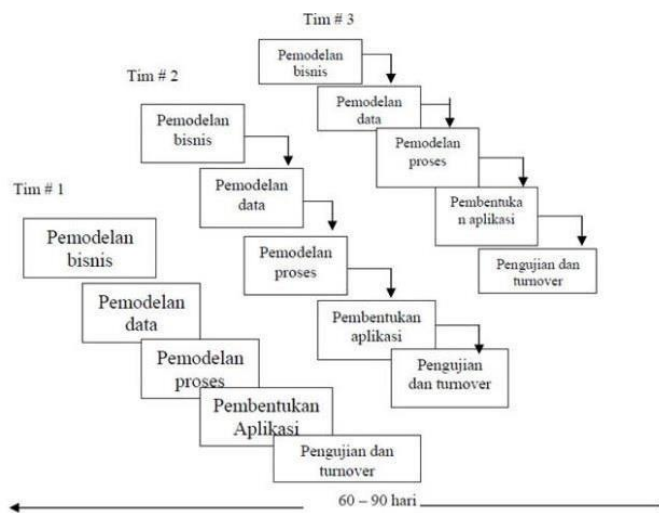 Tim # 3
Pemodelan
bisnis
Pemodelan
data
Pemodelan
proses
Pembentuka
n aplikasi
Pengujian dan
turnover
Tim # 2
Pemodelan
bisnis
Pemodelan
data
Pemodelan
proses
Pembentukan
aplikasi
Pengujian
dan turnover
Tim # 1
Pemodelan
bisnis
Pemodelan
data
Pemodelan
proses
Pembentukan
Aplikasi
Pengujian dan
turnover
60 – 90 hari